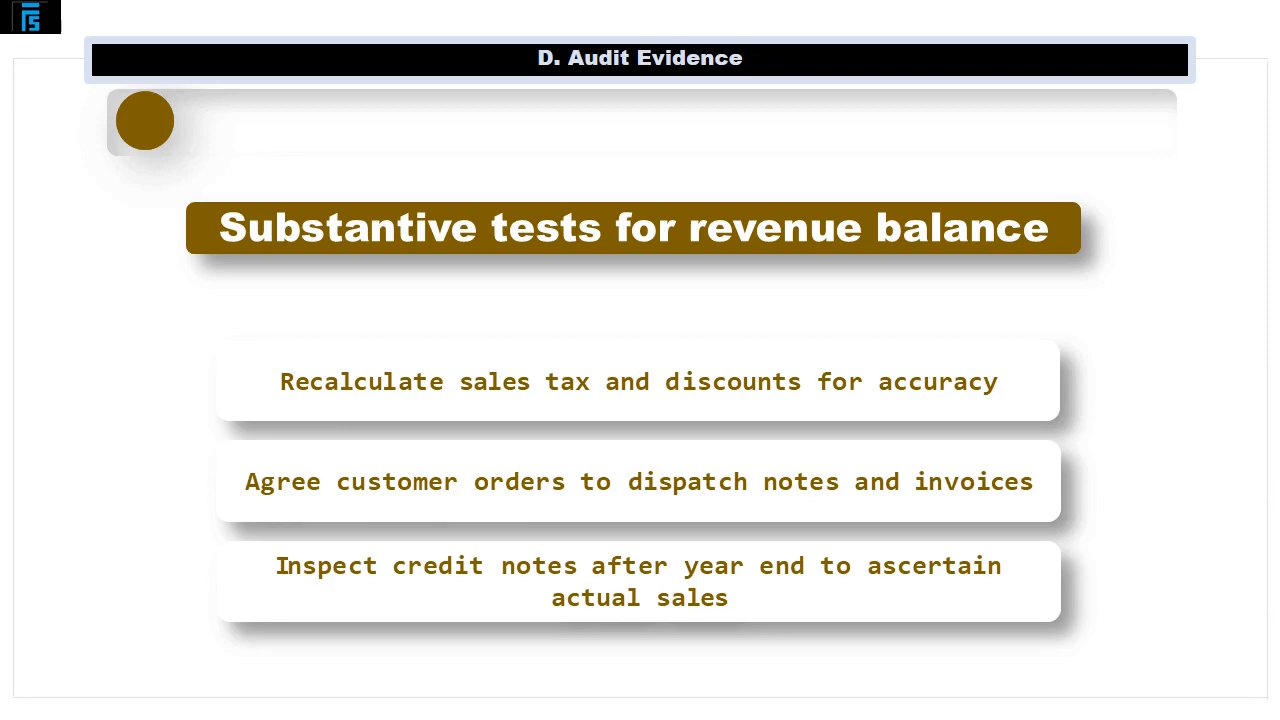 D. Audit Evidence
Substantive tests for revenue balance
Recalculate sales tax and discounts for accuracy
Agree customer orders to dispatch notes and invoices
Inspect credit notes after year end to ascertain
actual sales